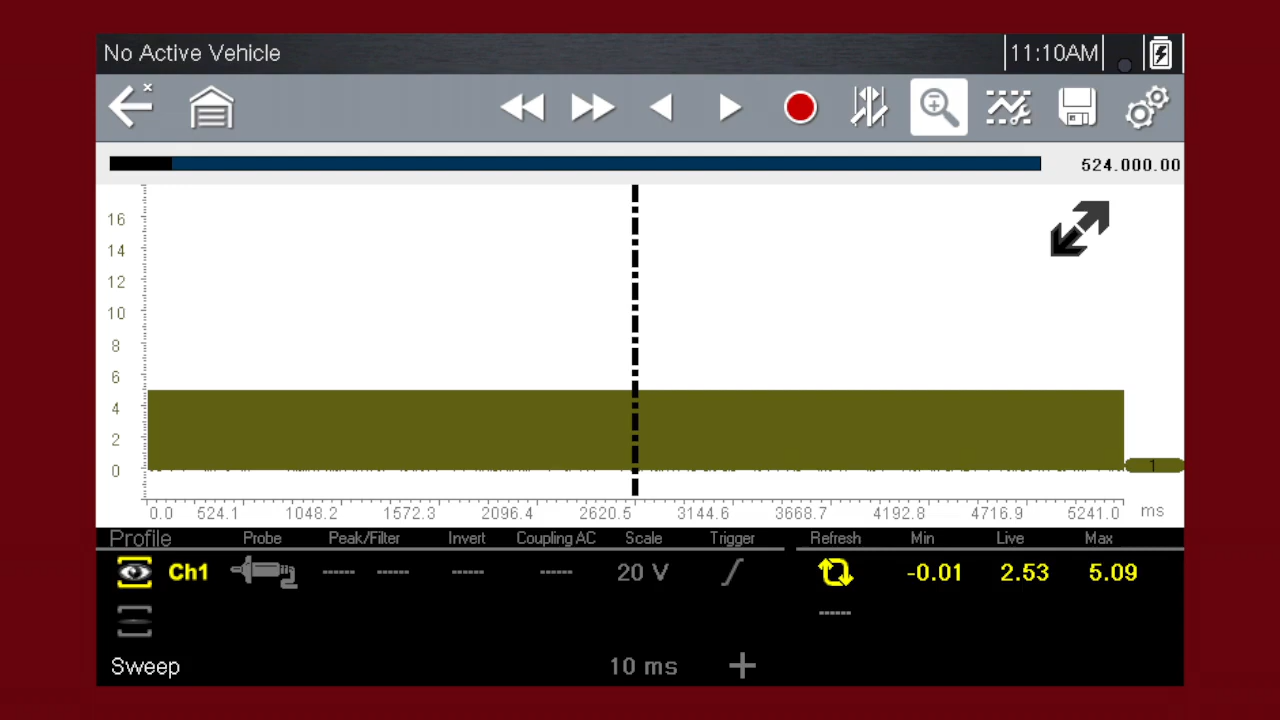 No Active Vehicle 11:10AM
524.000.00
16
14
12
10
8
6
4
2
0
1
0.0 524.1 1048.2 1572.3 2096.4 2620.5 3144.6 3668.7 4192.8 4716.9 5241.0 ms
Profile Probe Peak/Filter Invert Coupling AC Scale Trigger Refresh Min Live Max
Ch1 ------ ------ ------ ------ 20 V -0.01 2.53 5.09
------
Sweep 10 ms +